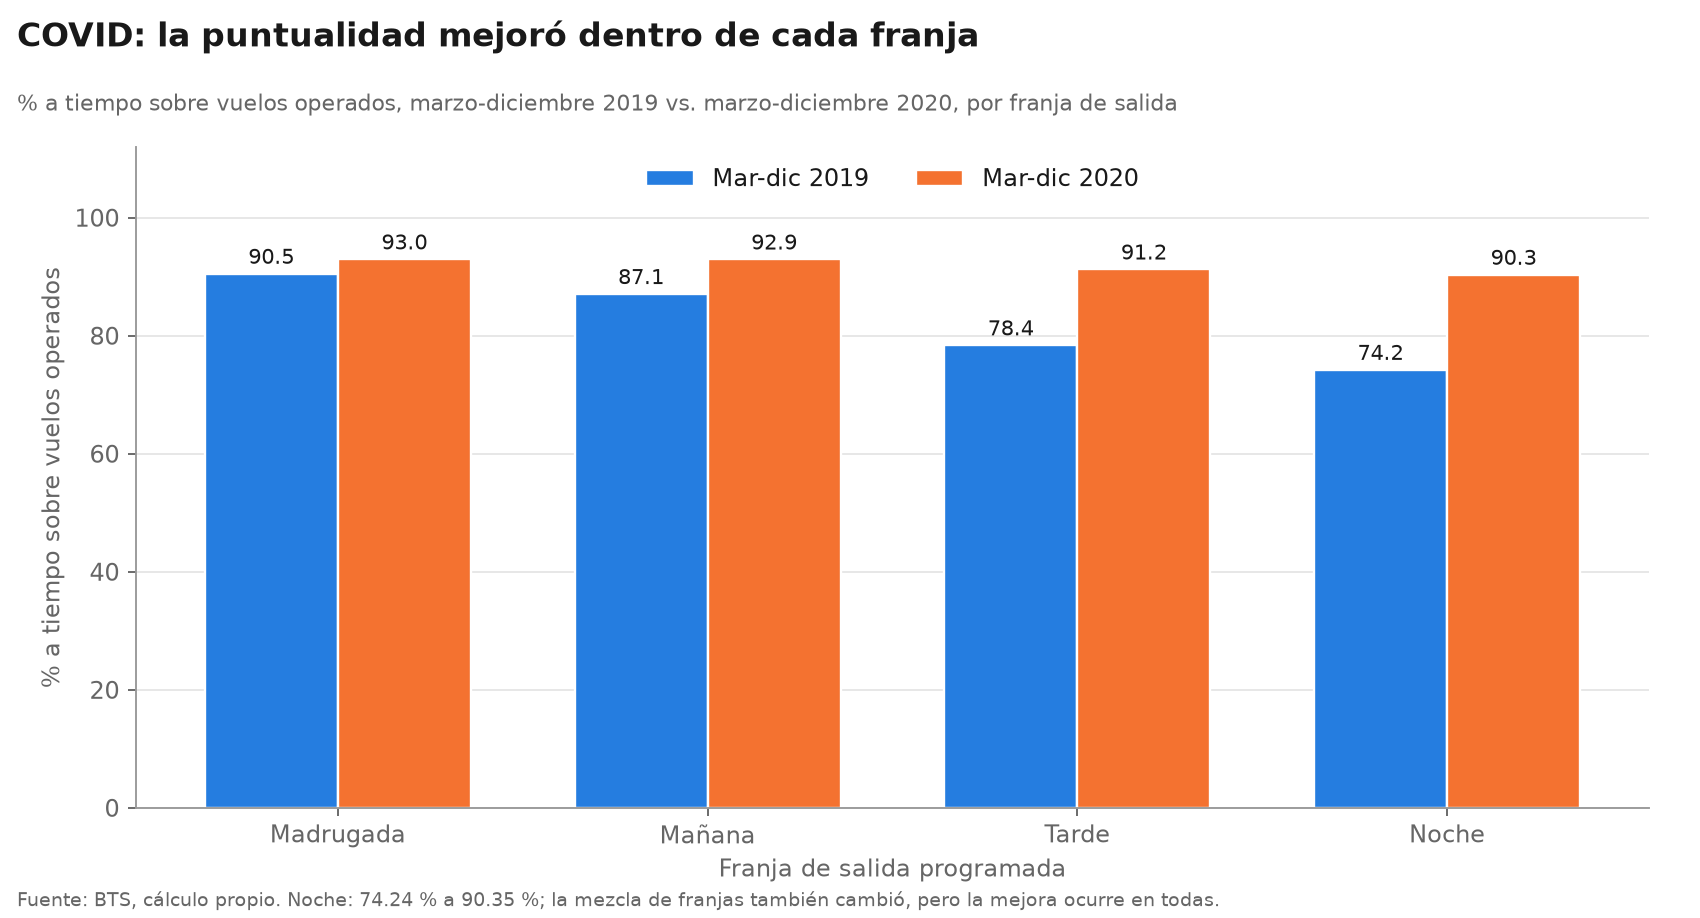 COVID: la puntualidad mejoró dentro de cada franja
% a tiempo sobre vuelos operados, marzo-diciembre 2019 vs. marzo-diciembre 2020, por franja de salida
Mar-dic 2019
Mar-dic 2020
% a tiempo sobre vuelos operados
100
80
60
40
20
0
90.5
93.0
87.1
92.9
78.4
91.2
74.2
90.3
Madrugada
Mañana
Tarde
Noche
Franja de salida programada
Fuente: BTS, cálculo propio. Noche: 74.24 % a 90.35 %; la mezcla de franjas también cambió, pero la mejora ocurre en todas.